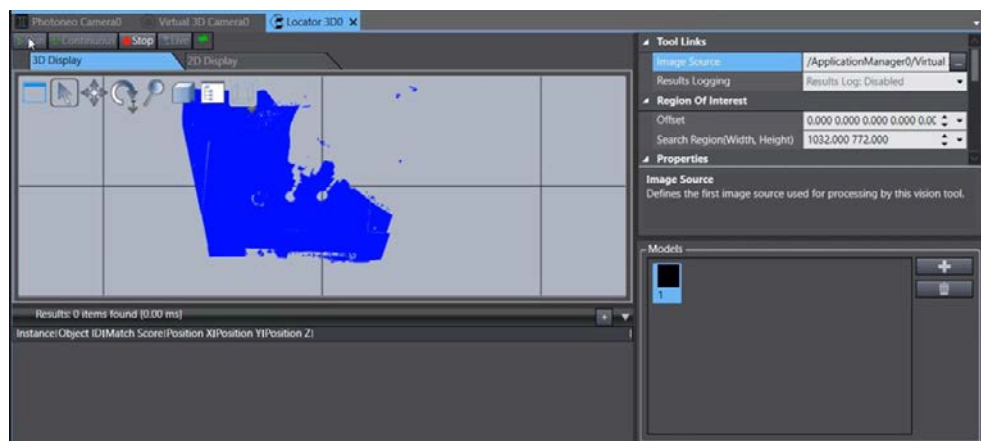 Photoneo Camera0 Virtual 3D Camera0 Locator 3D0 X
Continuous Stop Live
3D Display 2D Display
Results: 0 items found [0.00 ms]
Instance|Object ID|Match Score|Position X|Position Y|Position Z|
Tool Links
Image Source /ApplicationManager0/Virtual ...
Results Logging Results Log: Disabled
Region Of Interest
Offset 0.000 0.000 0.000 0.000 0.00
Search Region(Width, Height) 1032.000 772.000
Properties
Image Source
Defines the first image source used for processing by this vision tool.
Models
1